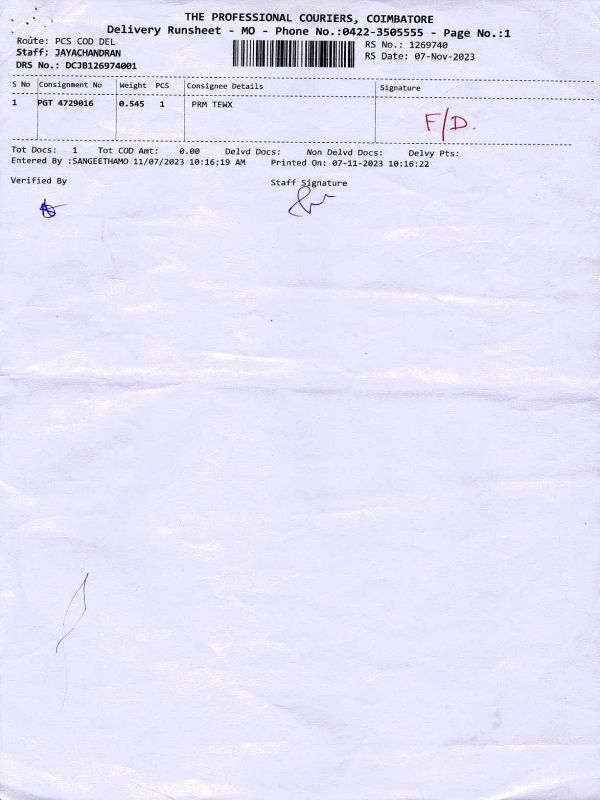 THE PROFESSIONAL COURIERS, COIMBATORE
Delivery Runsheet - MO - Phone No.:0422-3505555 - Page No.:1
Route: PCS COD DEL
RS No.: 1269740
Staff: JAYACHANDRAN
RS Date: 07-Nov-2023
DRS No.: DCJB126974001
S No Consignment No Weight PCS Consignee Details Signature
1 PGT 4729016 0.545 1 PRM TEWX
F/D.
Tot Docs: 1 Tot COD Amt: 0.00 Delvd Docs: Non Delvd Docs: Delvy Pts:
Entered By :SANGEETHAMO 11/07/2023 10:16:19 AM Printed On: 07-11-2023 10:16:22
Verified By Staff Signature